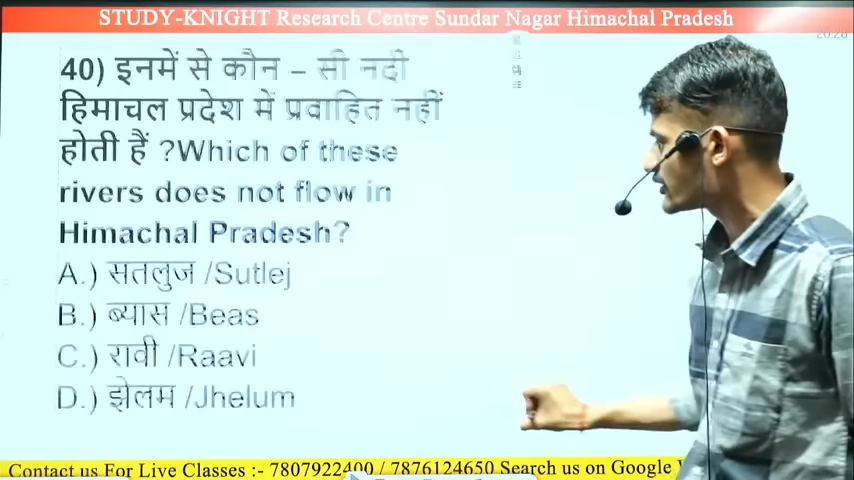 STUDY-KNIGHT Research Centre Sundar Nagar Himachal Pradesh
20:28
40) इनमें से कौन – सी नदी
हिमाचल प्रदेश में प्रवाहित नहीं
होती हैं ?Which of these
rivers does not flow in
Himachal Pradesh?
A.) सतलुज /Sutlej
B.) ब्यास /Beas
C.) रावी /Raavi
D.) झेलम /Jhelum
Contact us For Live Classes :- 7807922400 / 7876124650 Search us on Google